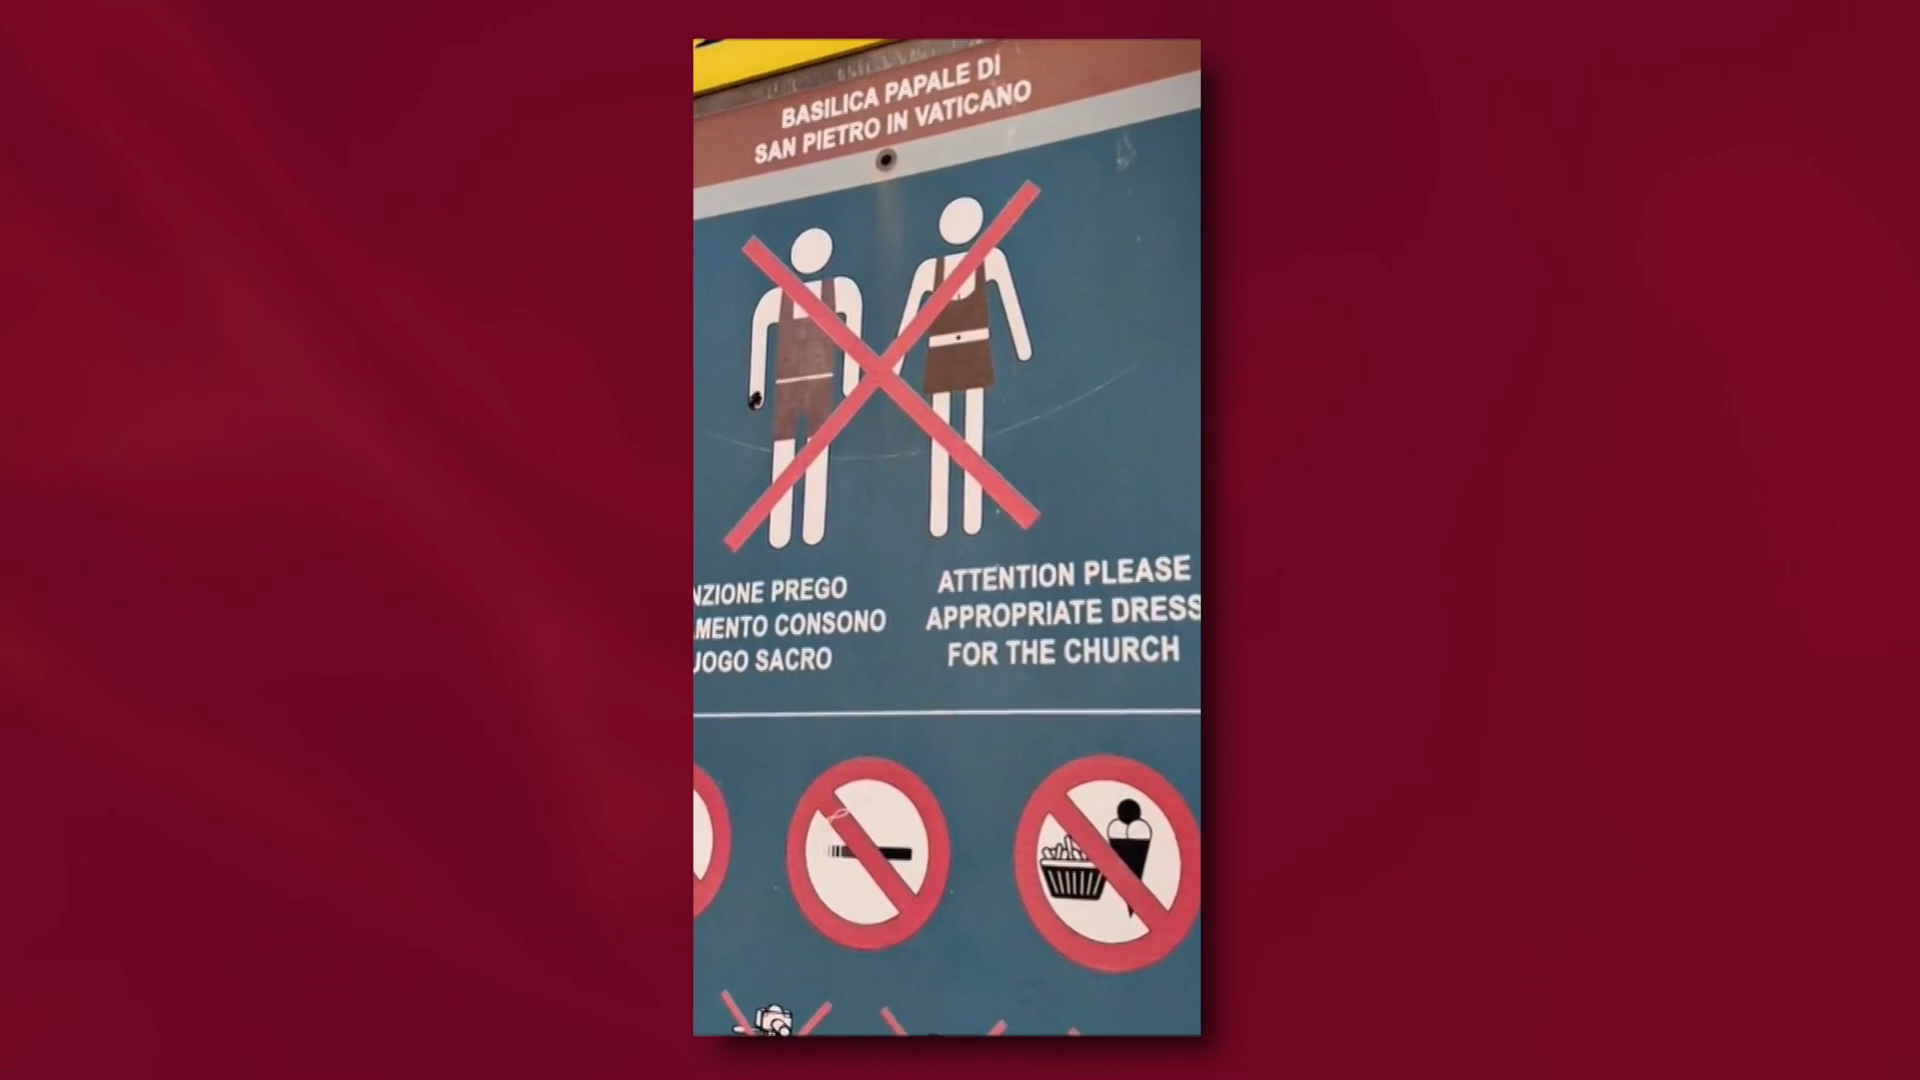 BASILICA PAPALE DI
SAN PIETRO IN VATICANO
NZIONE PREGO
MENTO CONSONO
UOGO SACRO
ATTENTION PLEASE
APPROPRIATE DRESS
FOR THE CHURCH